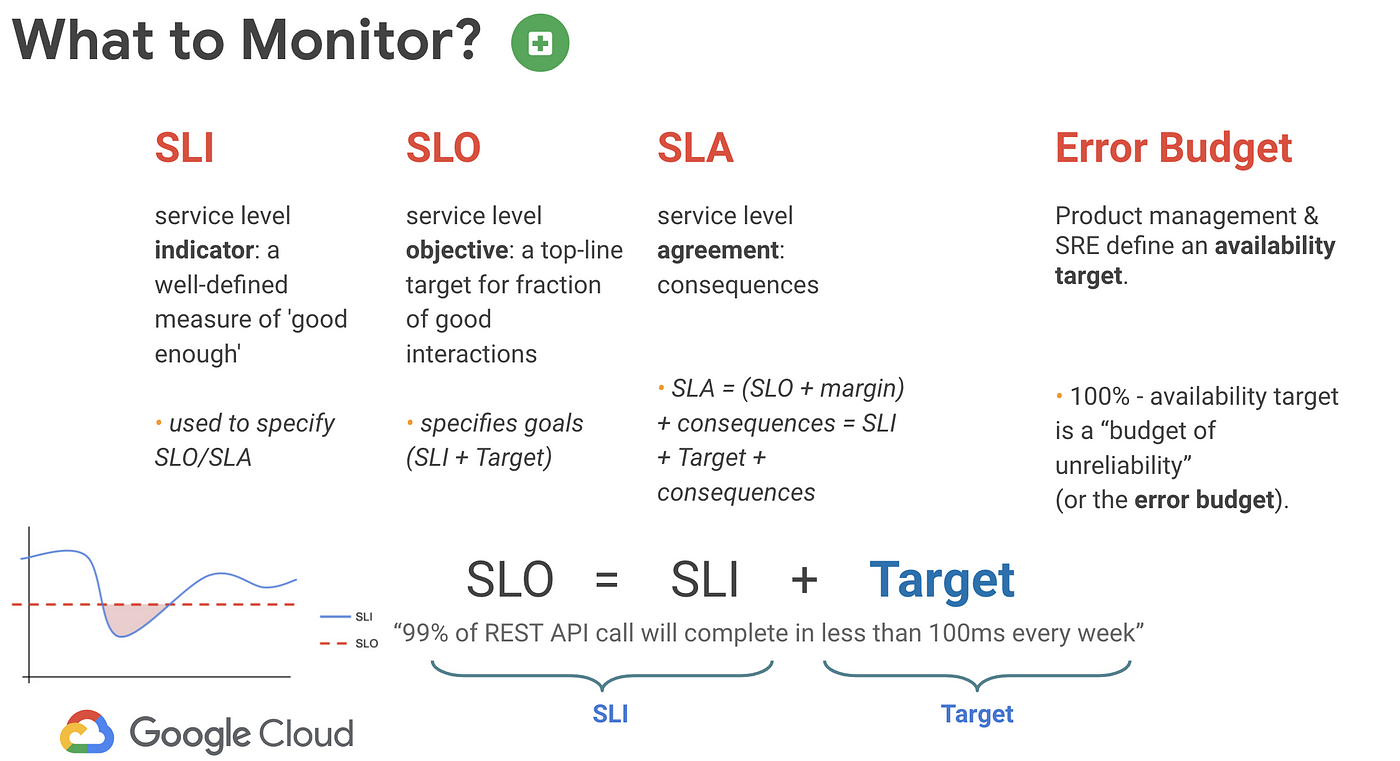 What to Monitor?
SLI
service level
indicator: a
well-defined
measure of 'good
enough'
• used to specify
SLO/SLA
SLO
service level
objective: a top-line
target for fraction
of good
interactions
• specifies goals
(SLI + Target)
SLA
service level
agreement:
consequences
• SLA = (SLO + margin)
+ consequences = SLI
+ Target +
consequences
Error Budget
Product management &
SRE define an availability
target.
• 100% - availability target
is a “budget of
unreliability”
(or the error budget).
SLI
SLO
SLO = SLI + Target
“99% of REST API call will complete in less than 100ms every week”
SLI
Target
Google Cloud